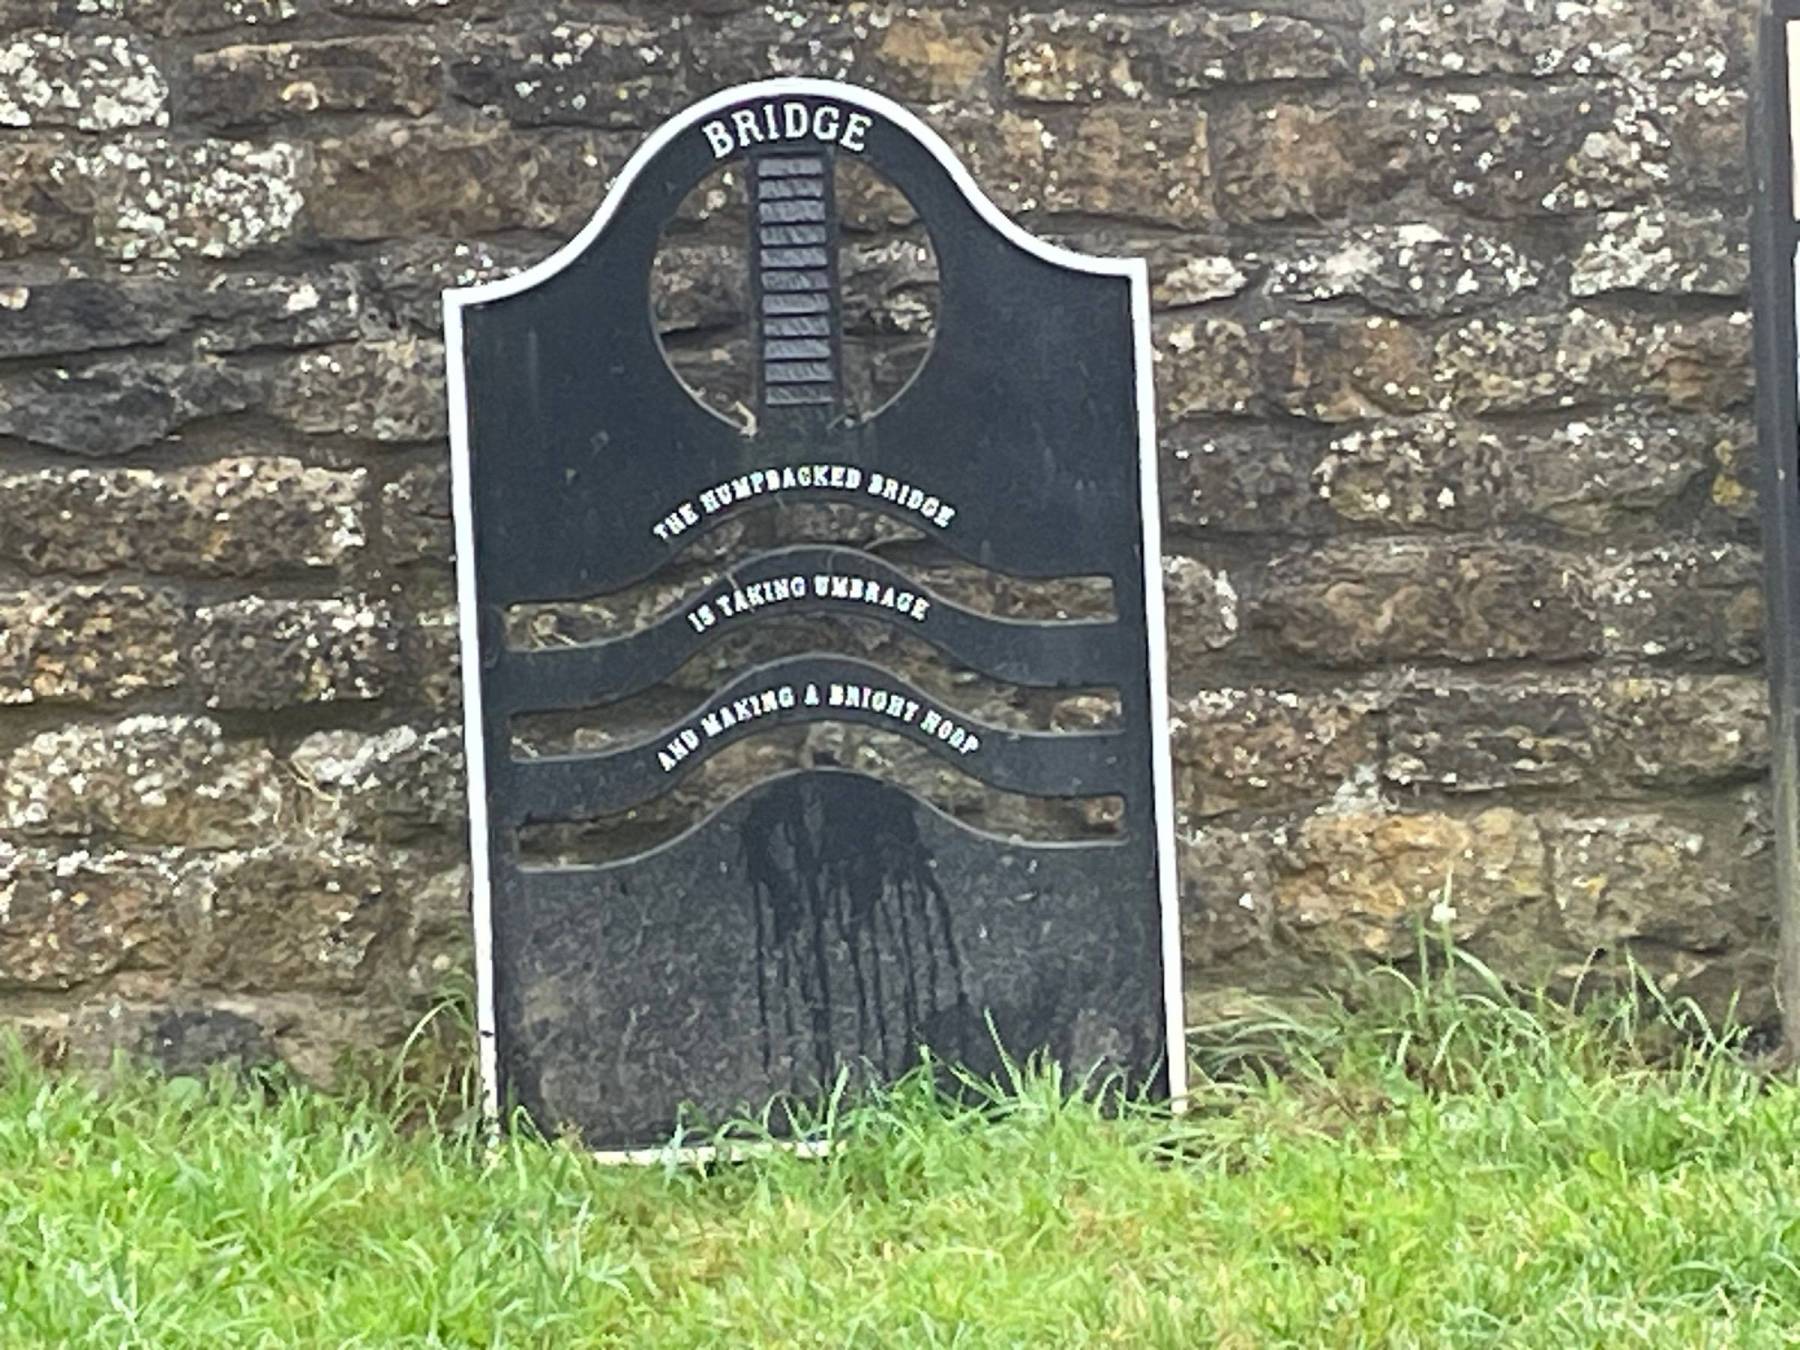 BRIDGE
THE HUMPBACKED BRIDGE
IS TAKING UMBRAGE
AND MAKING A BRIGHT HOOP